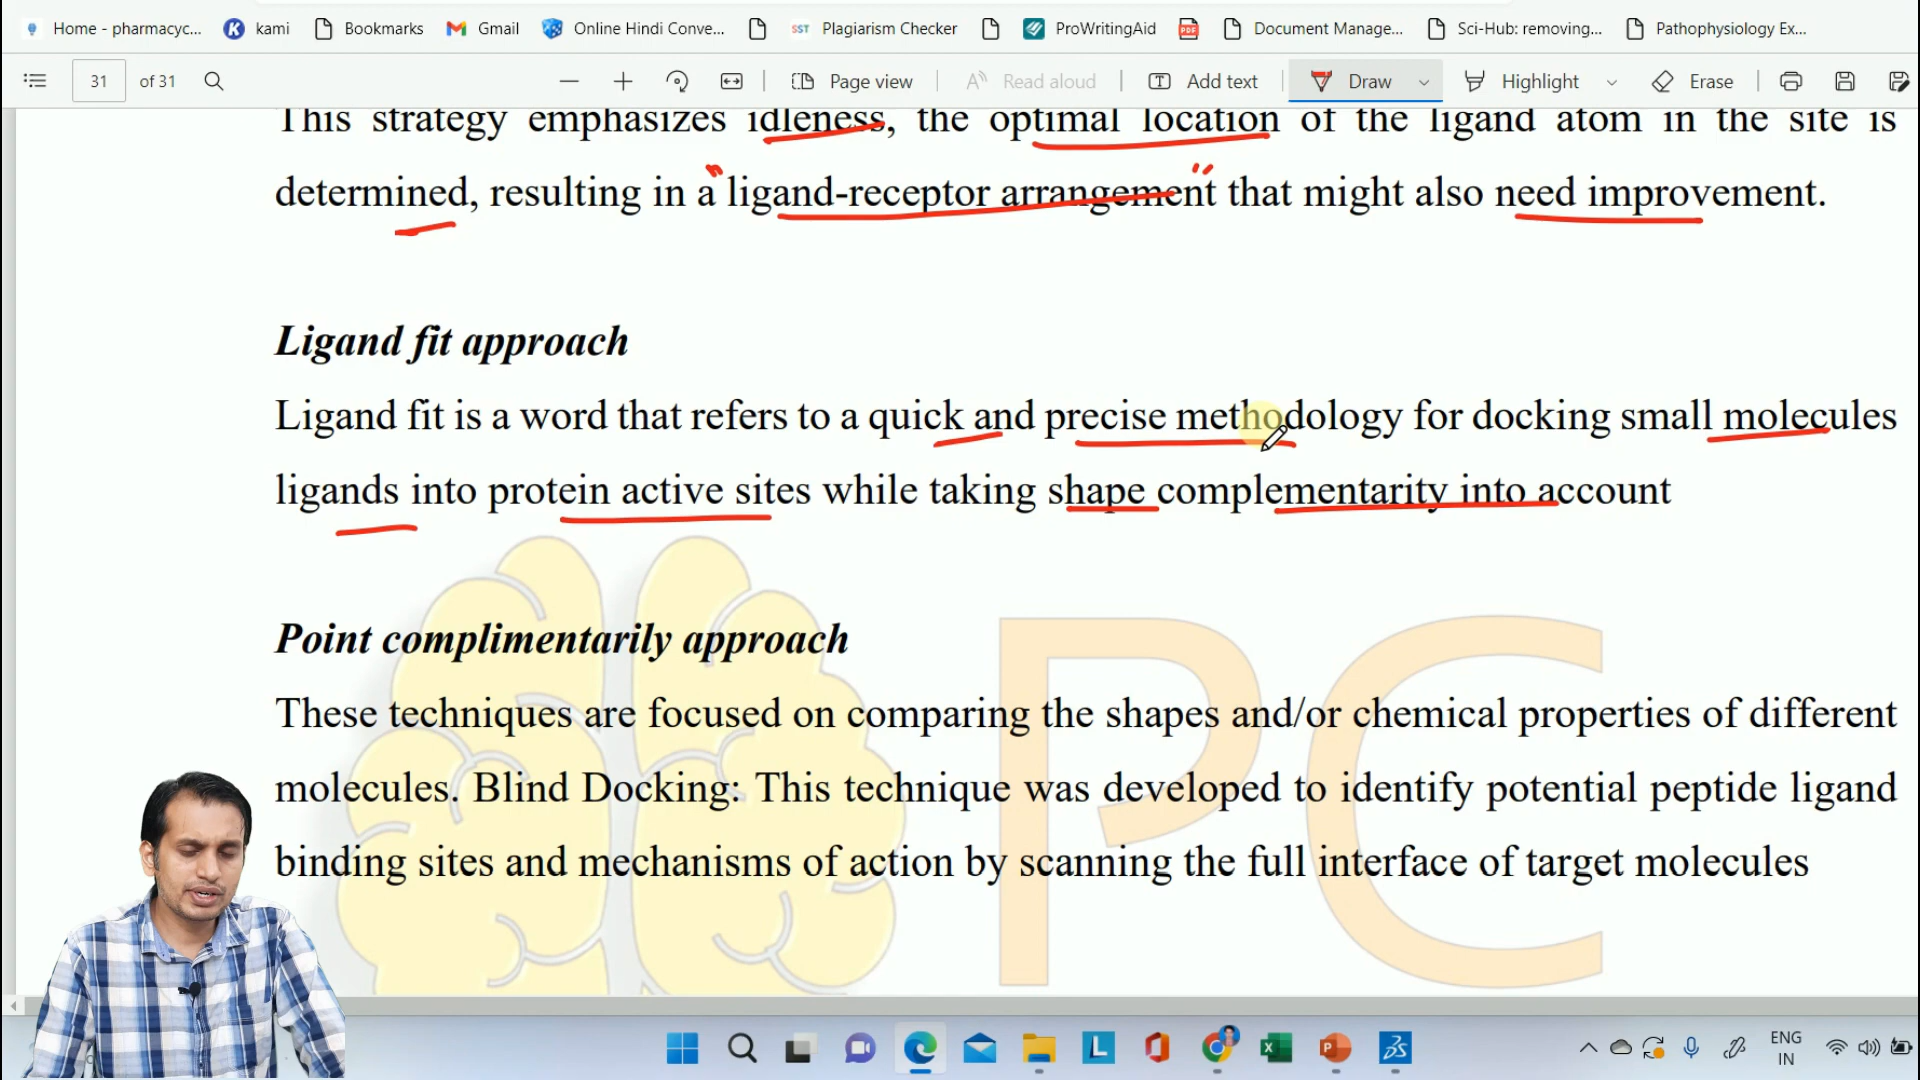 Home - pharmacyc...
kami
Bookmarks
Gmail
Online Hindi Conve...
SST
Plagiarism Checker
ProWritingAid
PDF
Document Manage...
Sci-Hub: removing...
Pathophysiology Ex...
31 of 31
Page view
Read aloud
Add text
Draw
Highlight
Erase
This strategy emphasizes idleness, the optimal location of the ligand atom in the site is
determined, resulting in a "ligand-receptor arrangement" that might also need improvement.
Ligand fit approach
Ligand fit is a word that refers to a quick and precise methodology for docking small molecules
ligands into protein active sites while taking shape complementarity into account
Point complimentarily approach
These techniques are focused on comparing the shapes and/or chemical properties of different
molecules. Blind Docking: This technique was developed to identify potential peptide ligand
binding sites and mechanisms of action by scanning the full interface of target molecules
PC
ENG
IN